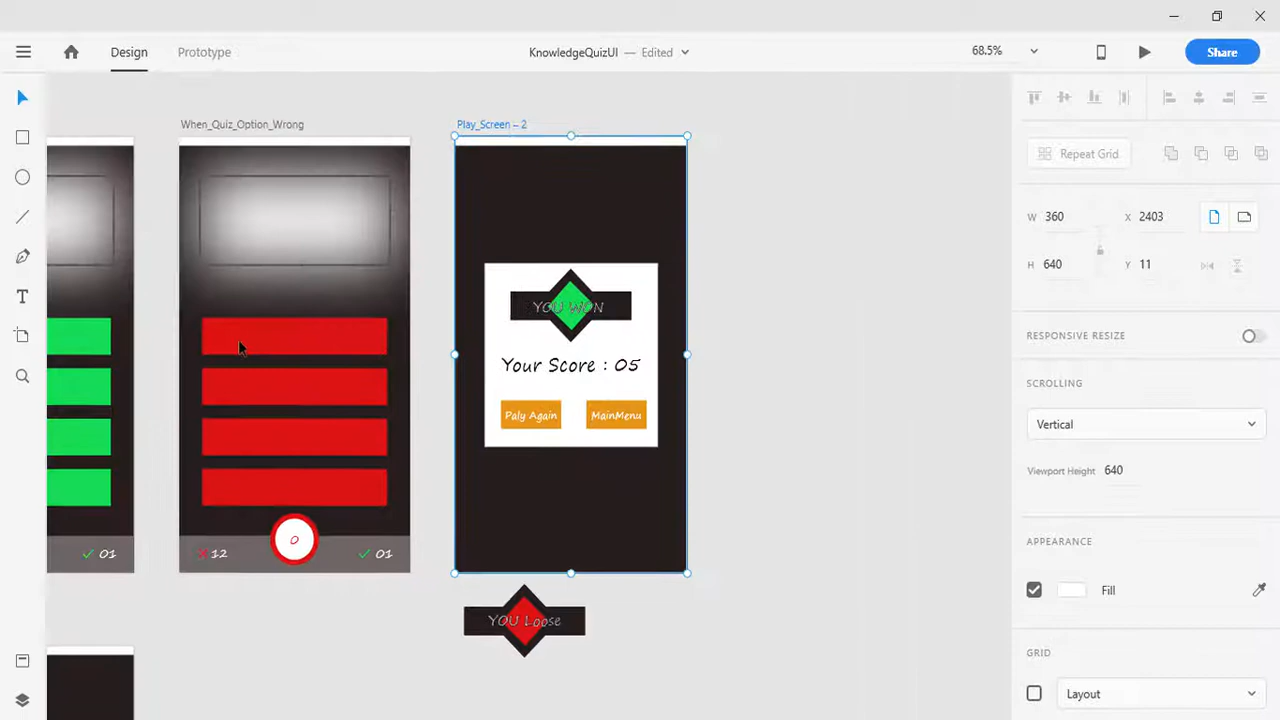 Design
Prototype
KnowledgeQuizUI — Edited
68.5%
Share
When_Quiz_Option_Wrong
Play_Screen – 2
YOU WON
Your Score : 05
Paly Again
MainMenu
01
12
0
01
YOU Loose
Repeat Grid
W 360
X 2403
H 640
Y 11
RESPONSIVE RESIZE
SCROLLING
Vertical
Viewport Height 640
APPEARANCE
Fill
GRID
Layout